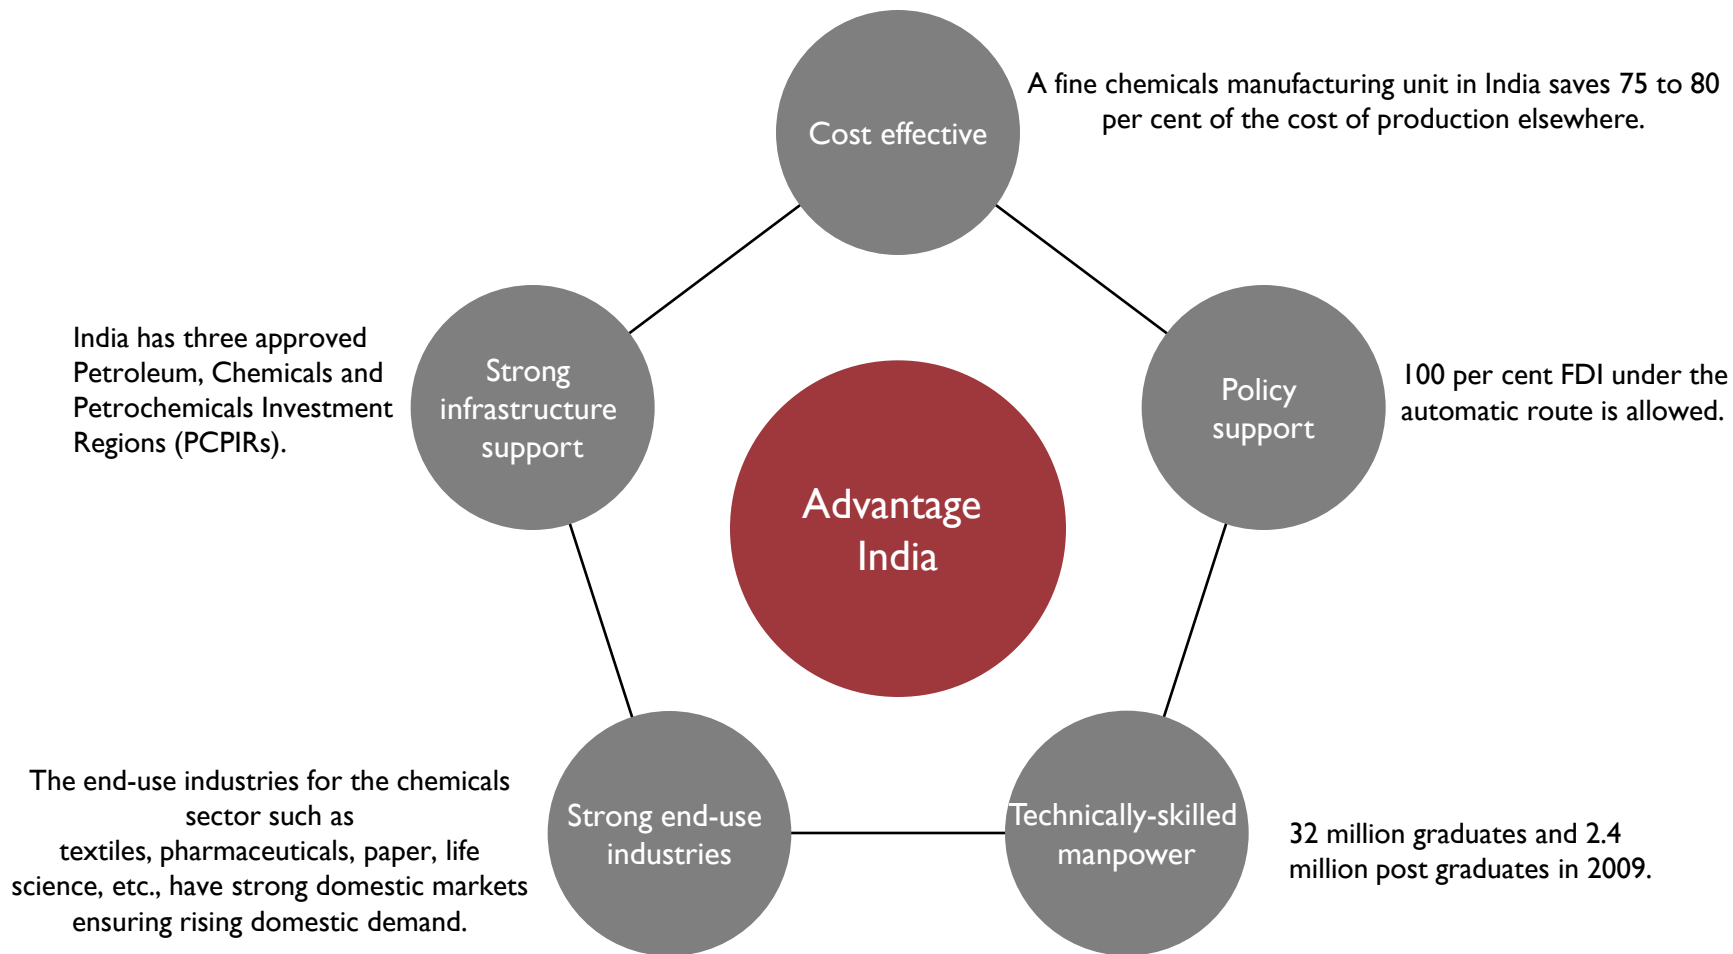 Cost effective
A fine chemicals manufacturing unit in India saves 75 to 80
per cent of the cost of production elsewhere.
India has three approved
Petroleum, Chemicals and
Petrochemicals Investment
Regions (PCPIRs).
Strong
infrastructure
support
Policy
support
100 per cent FDI under the
automatic route is allowed.
Advantage
India
The end-use industries for the chemicals
sector such as
textiles, pharmaceuticals, paper, life
science, etc., have strong domestic markets
ensuring rising domestic demand.
Strong end-use
industries
Technically-skilled
manpower
32 million graduates and 2.4
million post graduates in 2009.